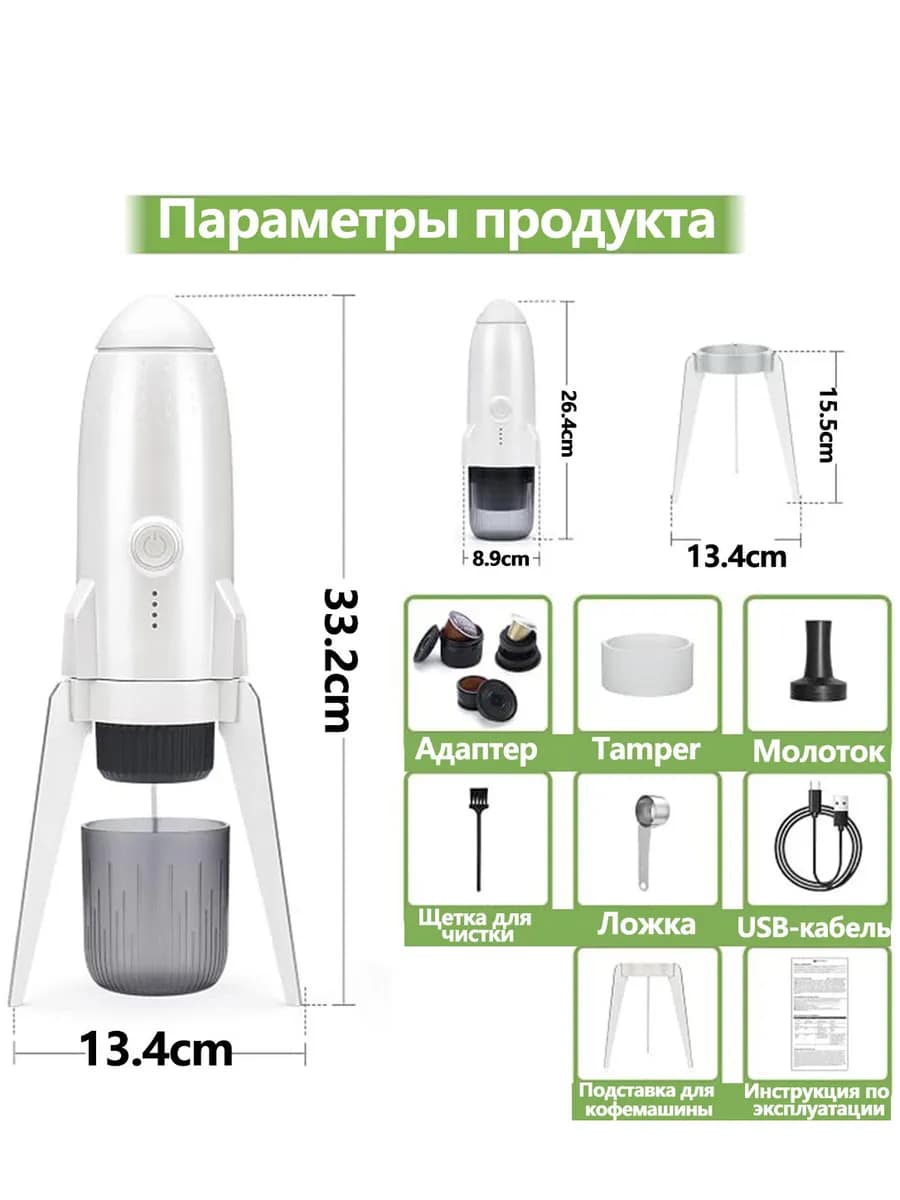 Параметры продукта
33.2cm
13.4cm
26.4cm
8.9cm
15.5cm
13.4cm
Адаптер
Tamper
Молоток
Щетка для
чистки
Ложка
USB-кабель
Подставка для
кофемашины
Инструкция по
эксплуатации